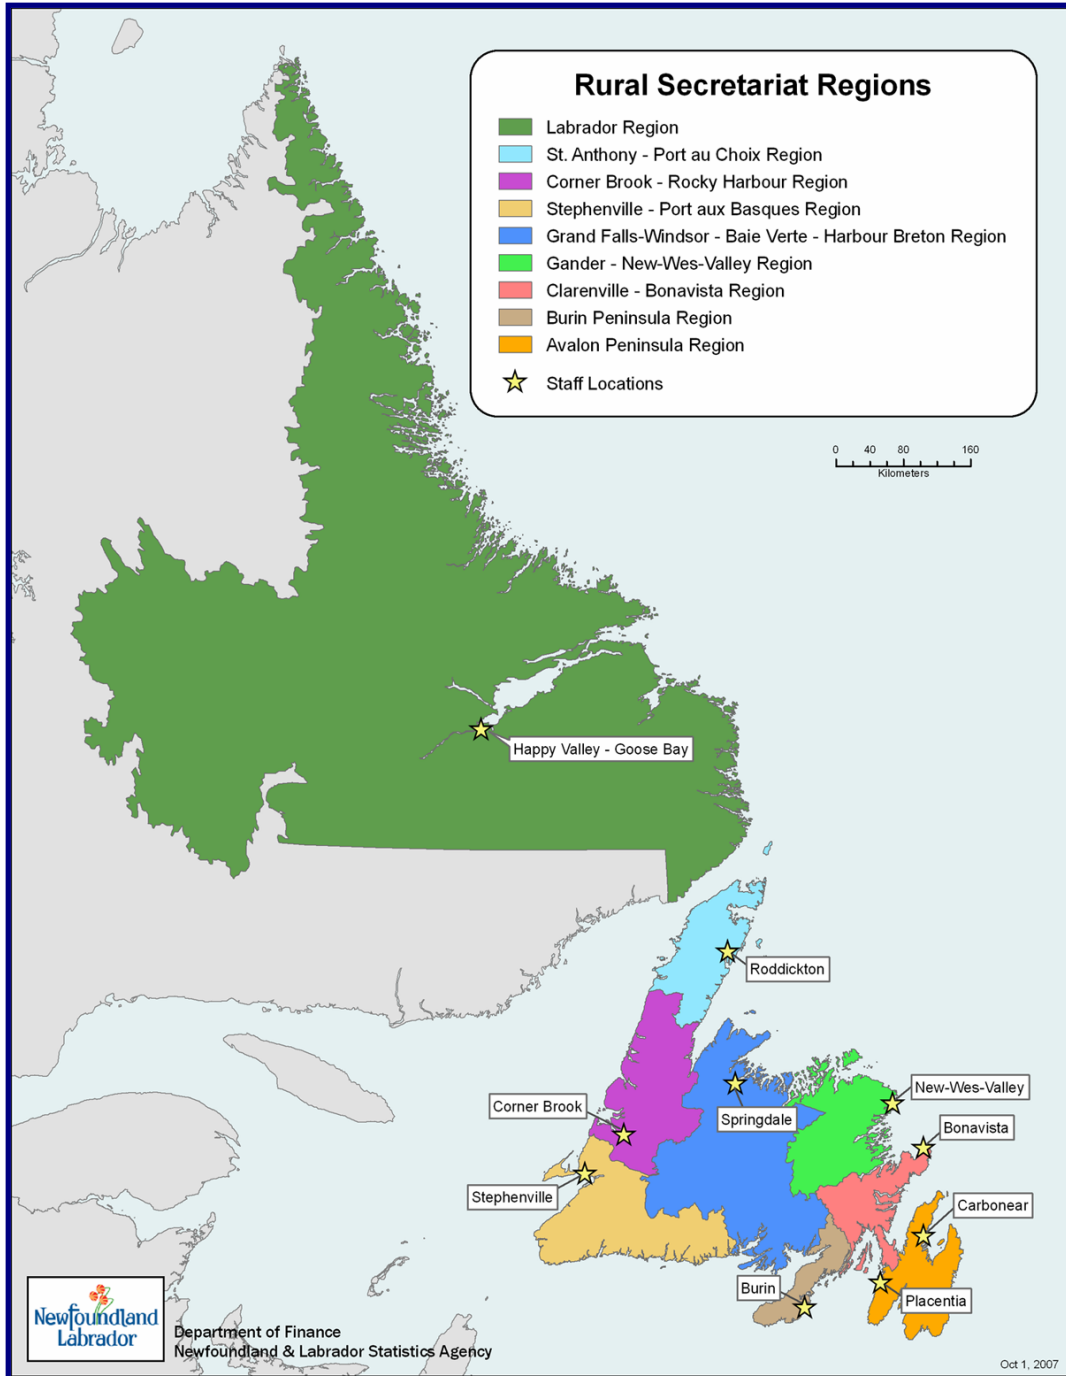 Rural Secretariat Regions
Labrador Region
St. Anthony - Port au Choix Region
Corner Brook - Rocky Harbour Region
Stephenville - Port aux Basques Region
Grand Falls-Windsor - Baie Verte - Harbour Breton Region
Gander - New-Wes-Valley Region
Clarenville - Bonavista Region
Burin Peninsula Region
Avalon Peninsula Region
Staff Locations
0 40 80 160
Kilometers
Happy Valley - Goose Bay
Roddickton
New-Wes-Valley
Corner Brook
Springdale
Bonavista
Stephenville
Carbonear
Burin
Placentia
Newfoundland
Labrador
Department of Finance
Newfoundland & Labrador Statistics Agency
Oct 1, 2007